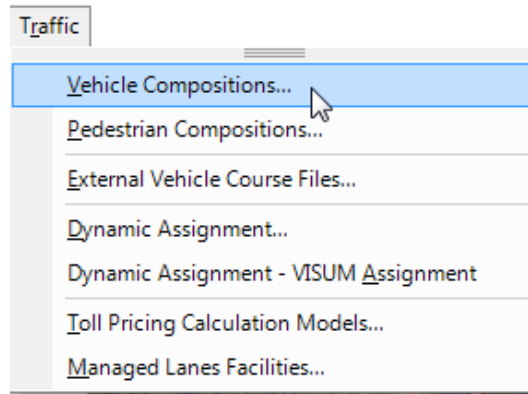 Traffic
Vehicle Compositions...
Pedestrian Compositions...
External Vehicle Course Files...
Dynamic Assignment...
Dynamic Assignment - VISUM Assignment
Toll Pricing Calculation Models...
Managed Lanes Facilities...